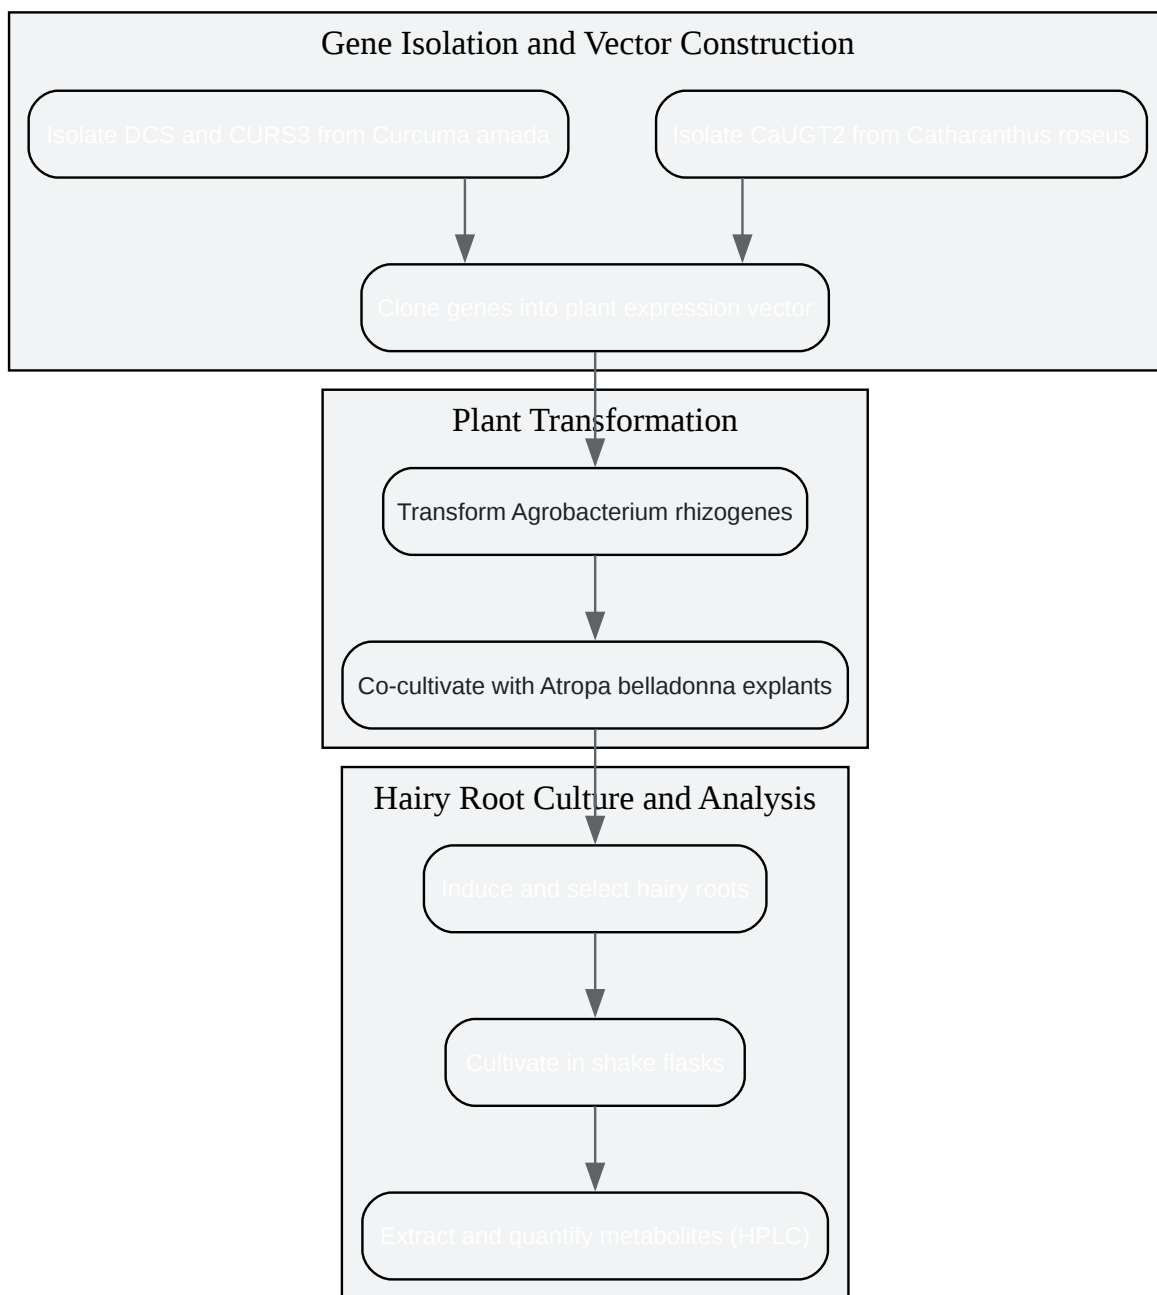 Gene Isolation and Vector Construction
Isolate DCS and CURS3 from Curcuma amada
Isolate CaUGT2 from Catharanthus roseus
Clone genes into plant expression vector
Plant Transformation
Transform Agrobacterium rhizogenes
Co-cultivate with Atropa belladonna explants
Hairy Root Culture and Analysis
Induce and select hairy roots
Cultivate in shake flasks
Extract and quantify metabolites (HPLC)